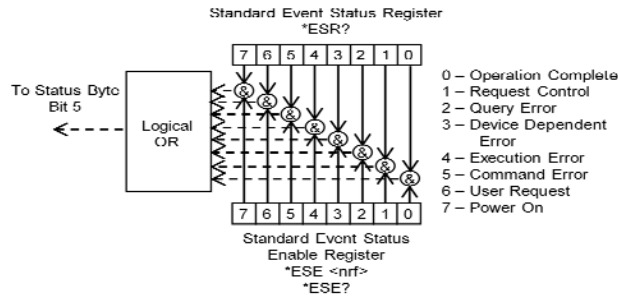 Standard Event Status Register
*ESR?
7 6 5 4 3 2 1 0
To Status Byte
Bit 5
Logical
OR
&
&
&
&
&
&
&
&
0 – Operation Complete
1 – Request Control
2 – Query Error
3 – Device Dependent
Error
4 – Execution Error
5 – Command Error
6 – User Request
7 – Power On
7 6 5 4 3 2 1 0
Standard Event Status
Enable Register
*ESE <nrf>
*ESE?